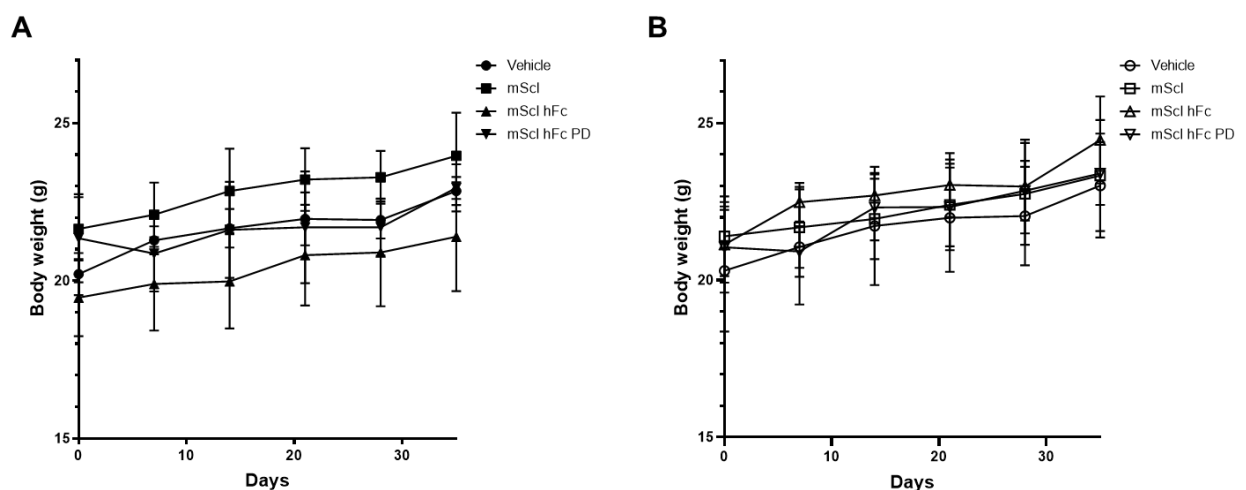 A
Vehicle
mScl
mScl hFc
mScl hFc PD
Body weight (g)
25
20
15
0
10
20
30
Days
B
Vehicle
mScl
mScl hFc
mScl hFc PD
Body weight (g)
25
20
15
0
10
20
30
Days